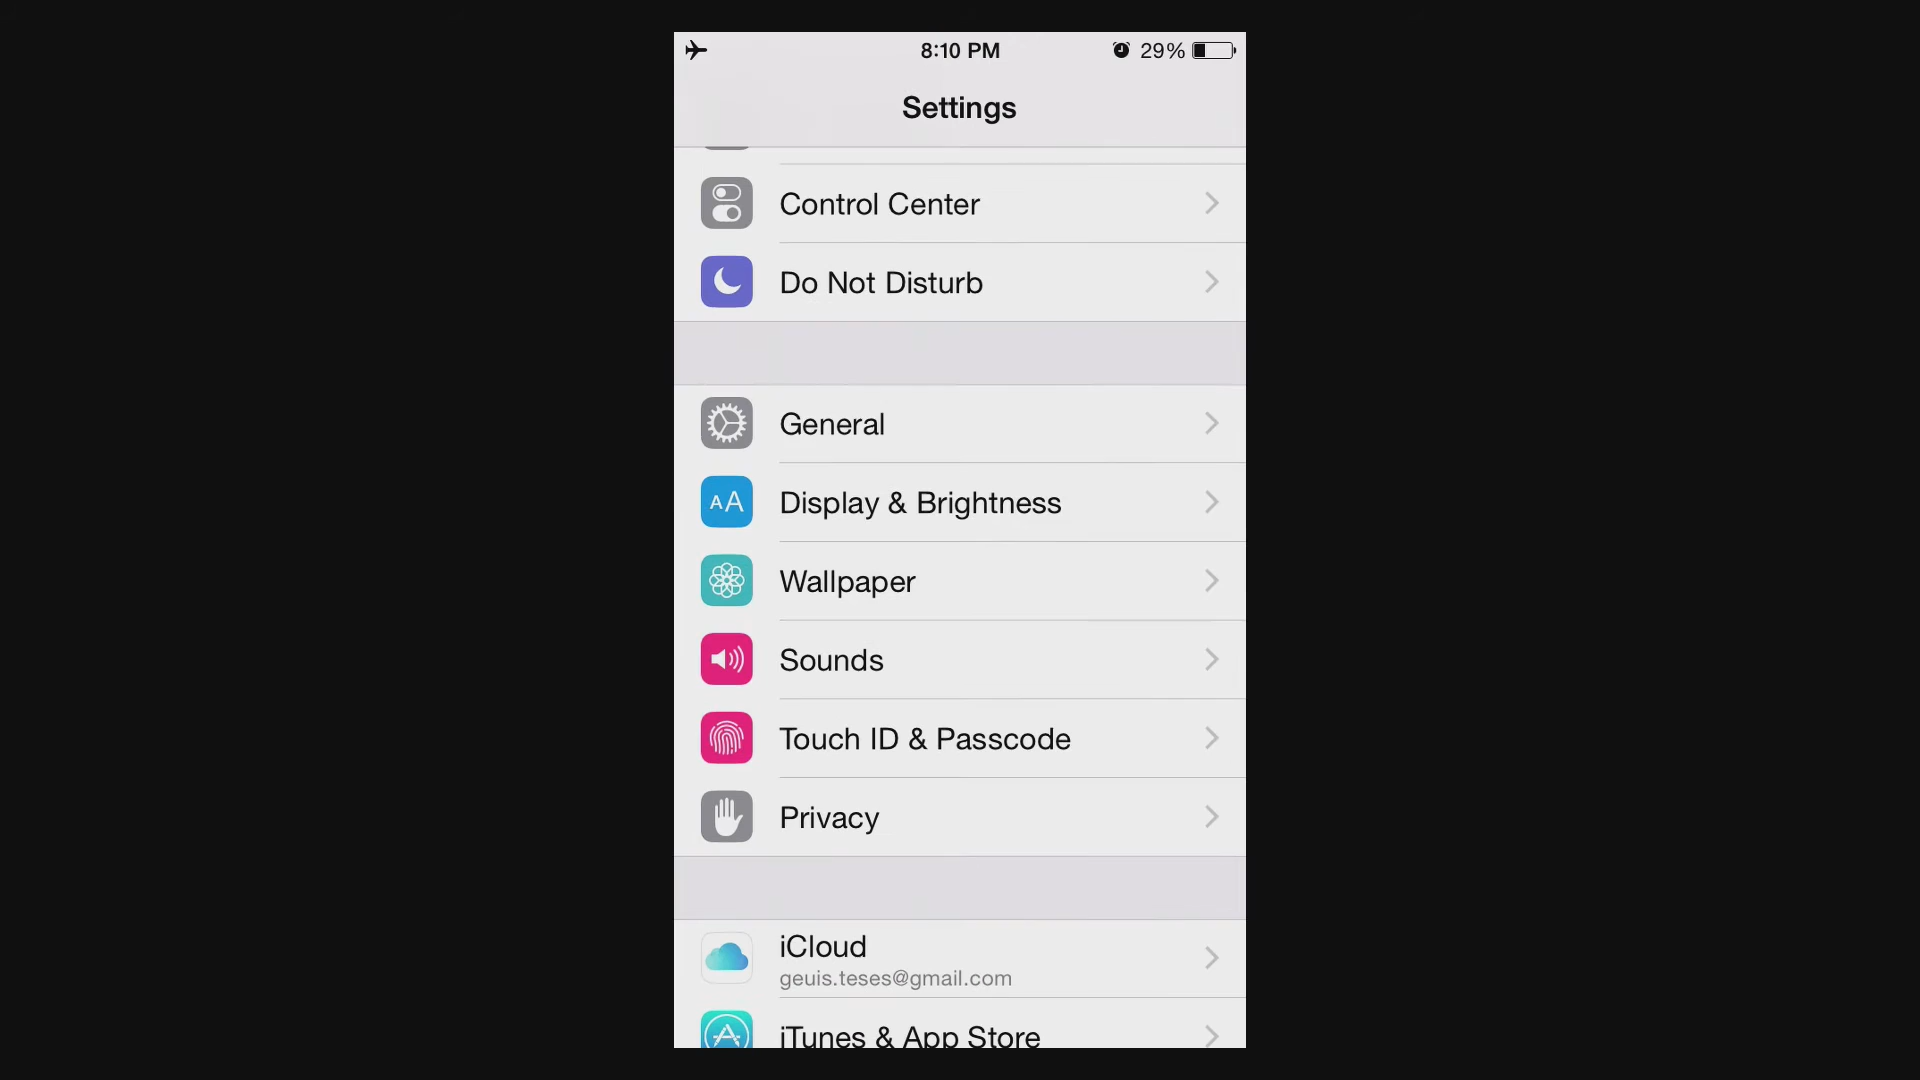 8:10 PM 29%
Settings
Control Center
Do Not Disturb
General
AA Display & Brightness
Wallpaper
Sounds
Touch ID & Passcode
Privacy
iCloud
geuis.teses@gmail.com
iTunes & App Store